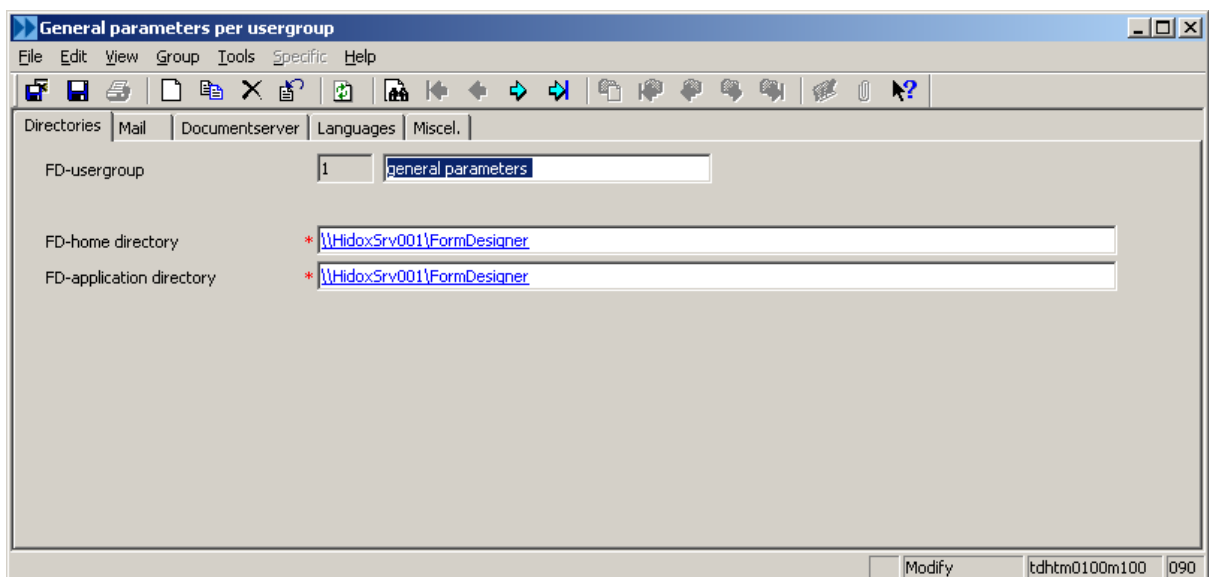 General parameters per usergroup
File Edit View Group Tools Specific Help
Directories Mail Documentserver Languages Miscel.
FD-usergroup 1 general parameters
FD-home directory * \\HidoxSrv001\FormDesigner
FD-application directory * \\HidoxSrv001\FormDesigner
Modify tdhtm0100m100 090